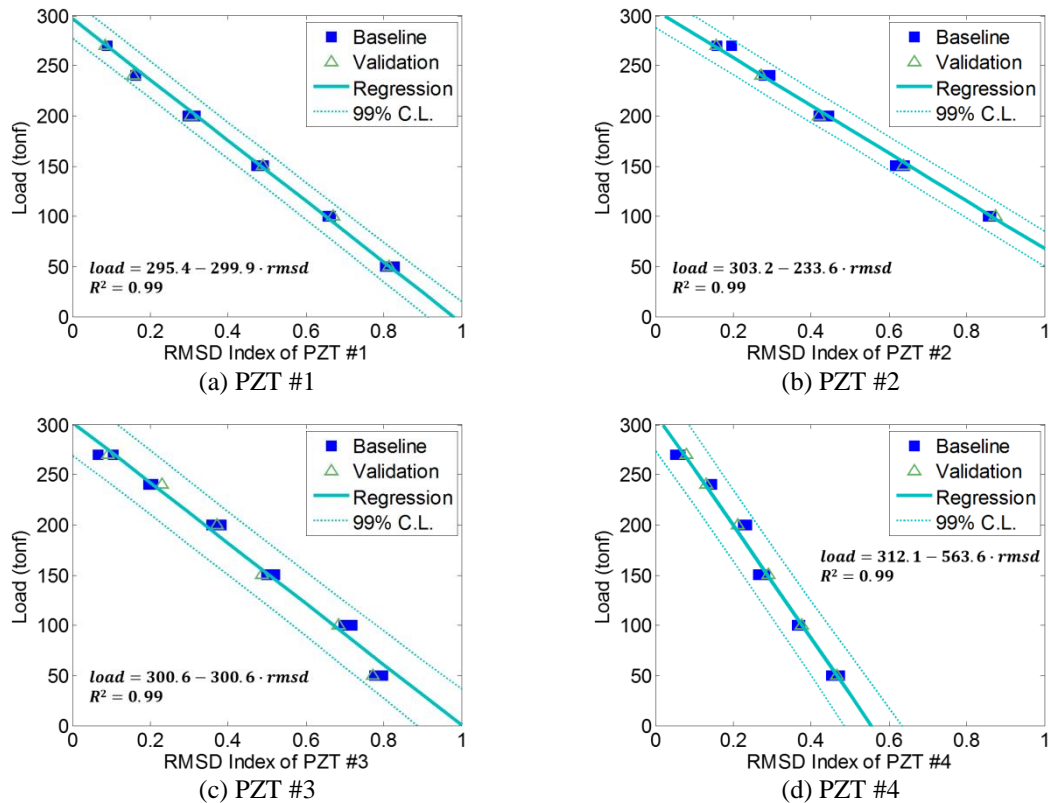 300
250
200
150
100
50
0
Load (tonf)
Baseline
Validation
Regression
99% C.L.
load = 295.4 − 299.9 · rmsd
R² = 0.99
0 0.2 0.4 0.6 0.8 1
RMSD Index of PZT #1
(a) PZT #1
300
250
200
150
100
50
0
Load (tonf)
Baseline
Validation
Regression
99% C.L.
load = 303.2 − 233.6 · rmsd
R² = 0.99
0 0.2 0.4 0.6 0.8 1
RMSD Index of PZT #2
(b) PZT #2
300
250
200
150
100
50
0
Load (tonf)
Baseline
Validation
Regression
99% C.L.
load = 300.6 − 300.6 · rmsd
R² = 0.99
0 0.2 0.4 0.6 0.8 1
RMSD Index of PZT #3
(c) PZT #3
300
250
200
150
100
50
0
Load (tonf)
Baseline
Validation
Regression
99% C.L.
load = 312.1 − 563.6 · rmsd
R² = 0.99
0 0.2 0.4 0.6 0.8 1
RMSD Index of PZT #4
(d) PZT #4